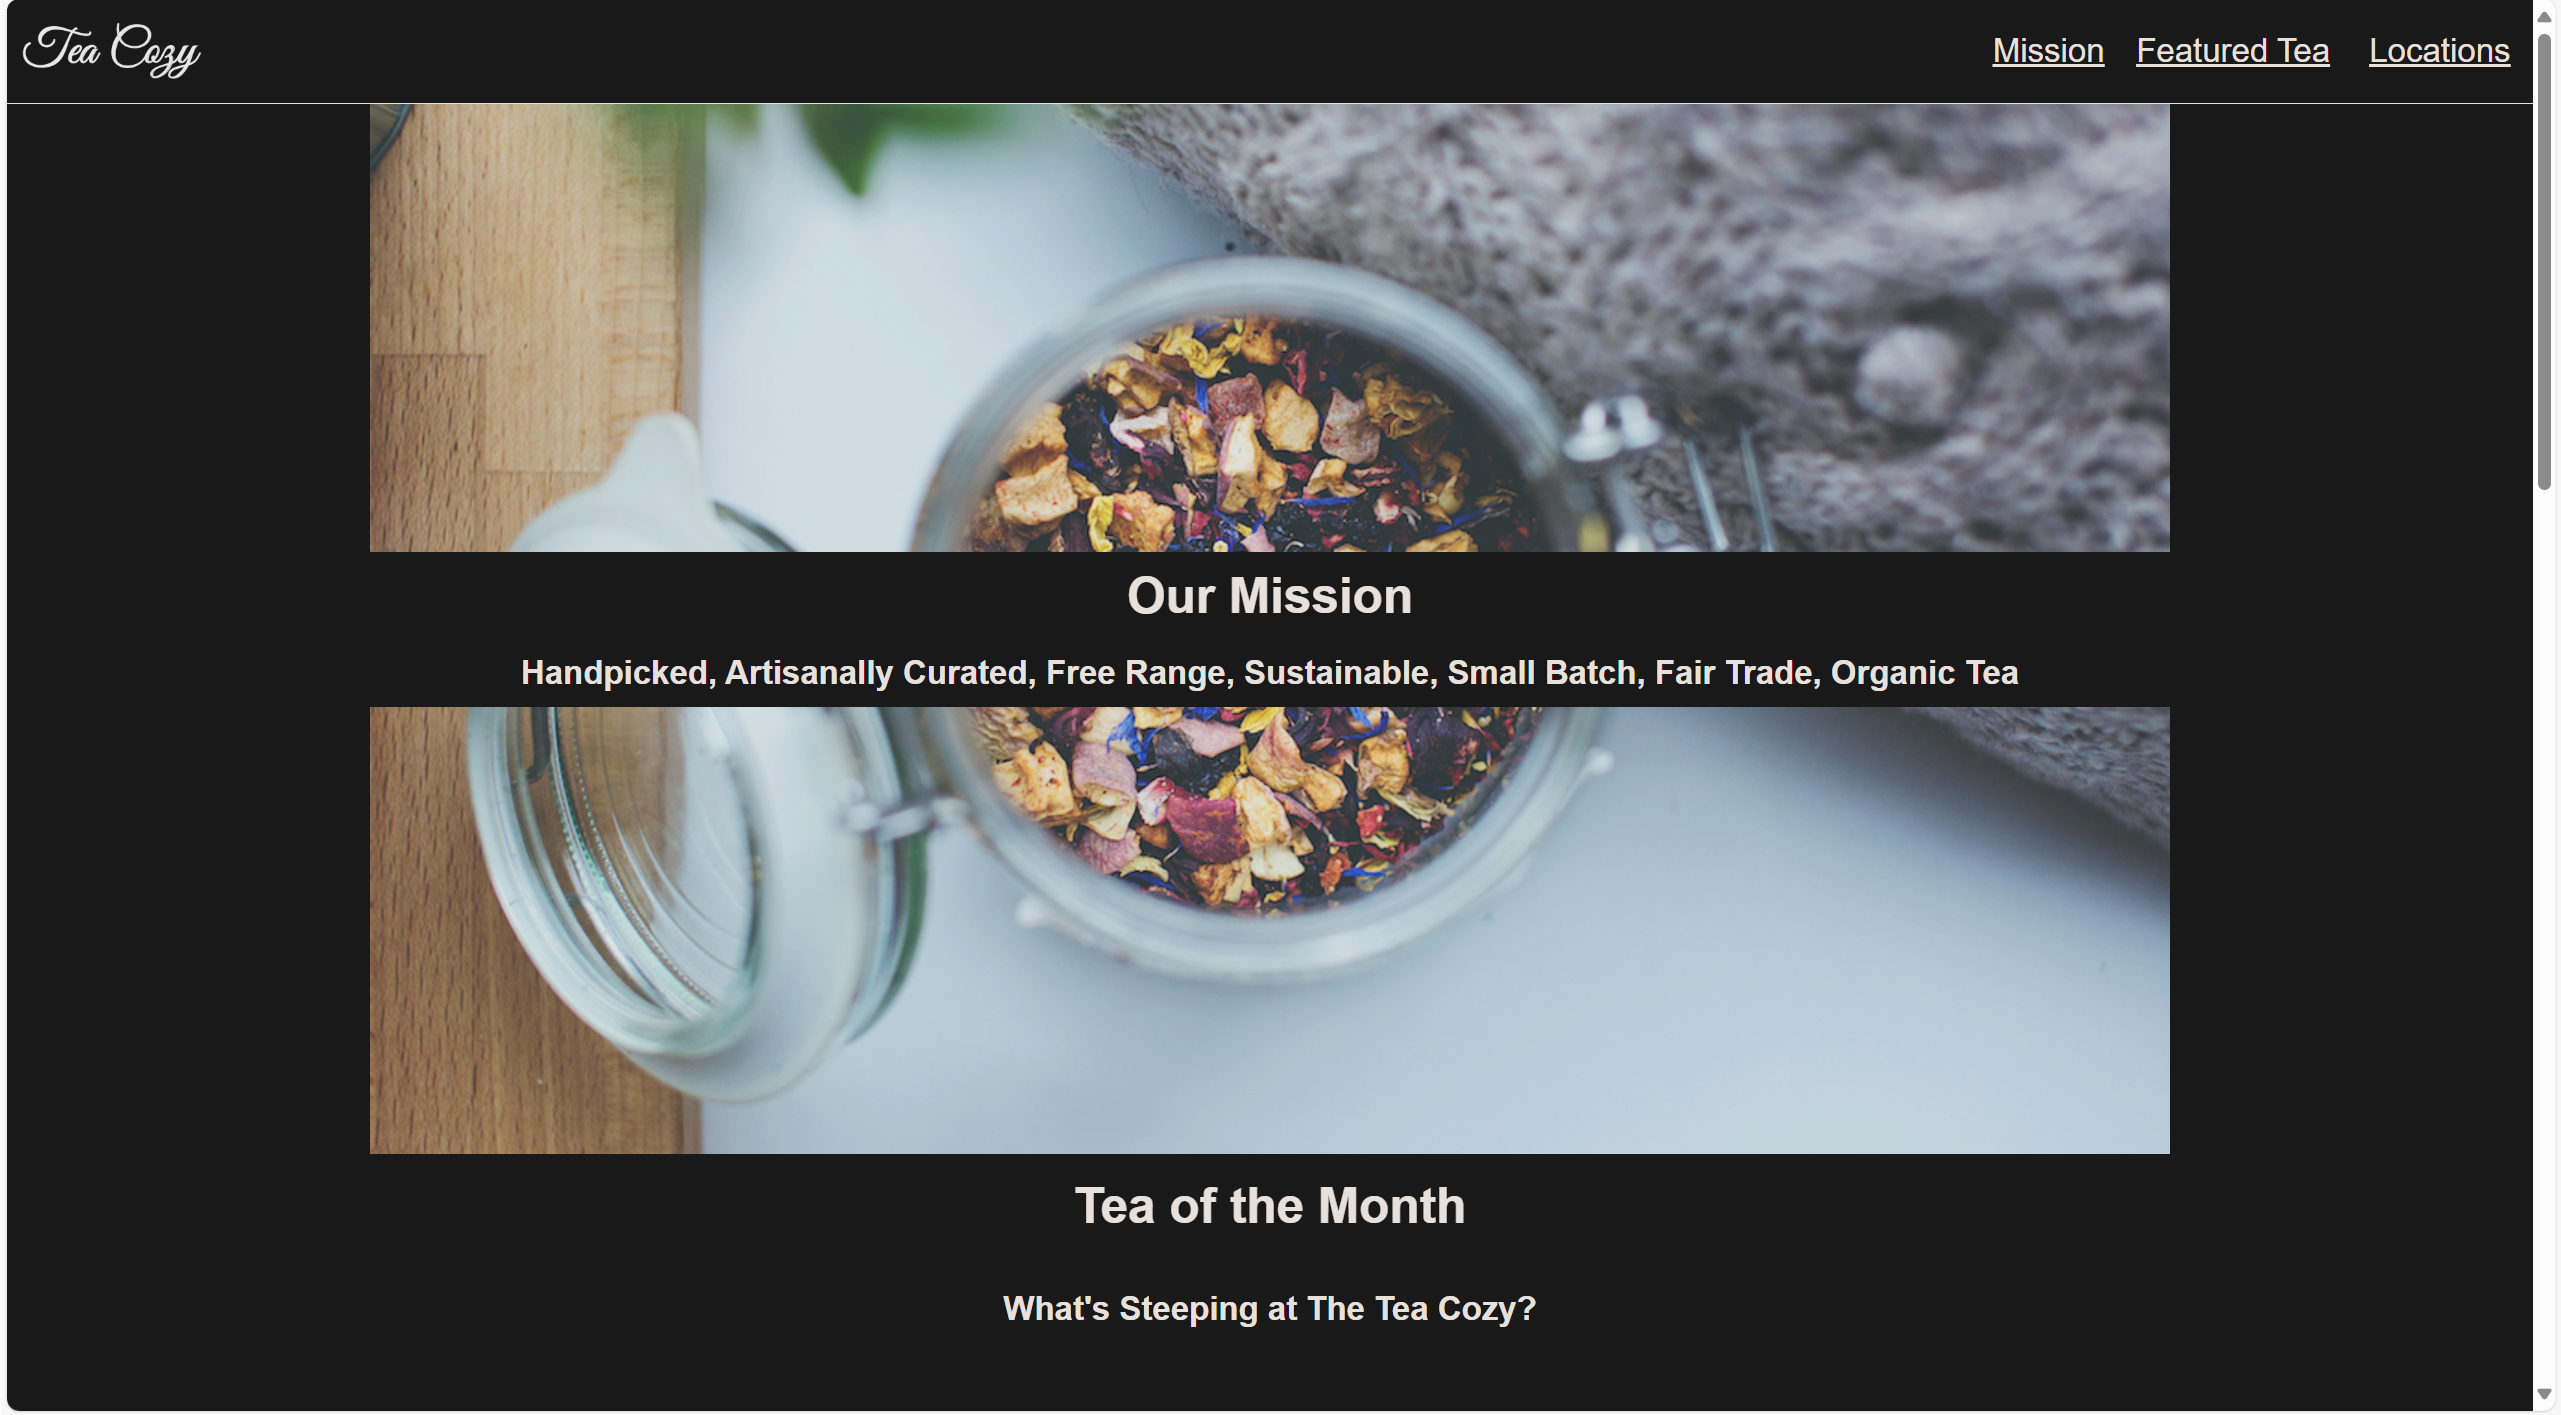 Tea Cozy
Mission Featured Tea Locations
Our Mission
Handpicked, Artisanally Curated, Free Range, Sustainable, Small Batch, Fair Trade, Organic Tea
Tea of the Month
What's Steeping at The Tea Cozy?